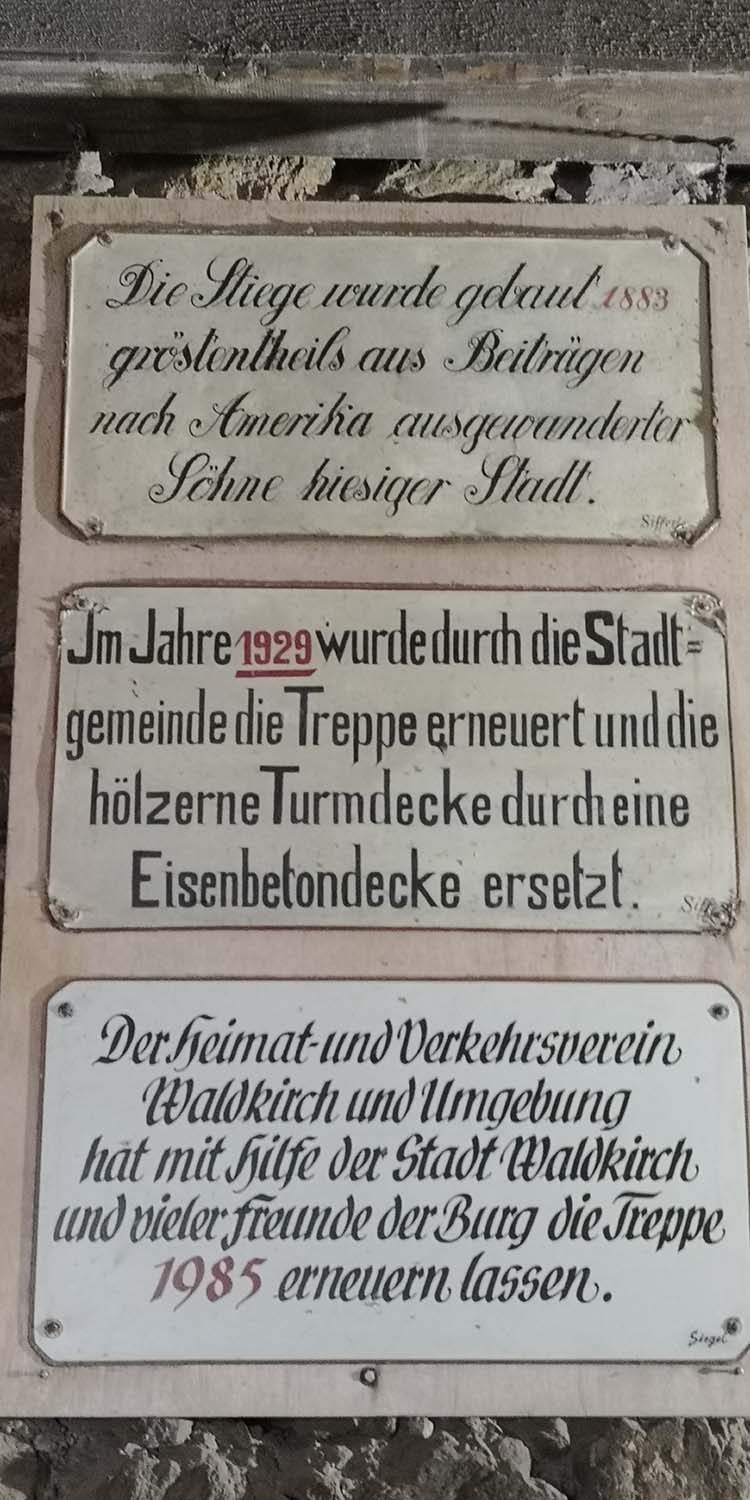 Die Stiege wurde gebaut 1883
gröstentheils aus Beiträgen
nach Amerika ausgewanderter
Söhne hiesiger Stadt.
Im Jahre 1929 wurde durch die Stadt=
gemeinde die Treppe erneuert und die
hölzerne Turmdecke durch eine
Eisenbetondecke ersetzt.
Der Heimat-und Verkehrsverein
Waldkirch und Umgebung
hat mit Hilfe der Stadt Waldkirch
und vieler Freunde der Burg die Treppe
1985 erneuern lassen.
Siegel